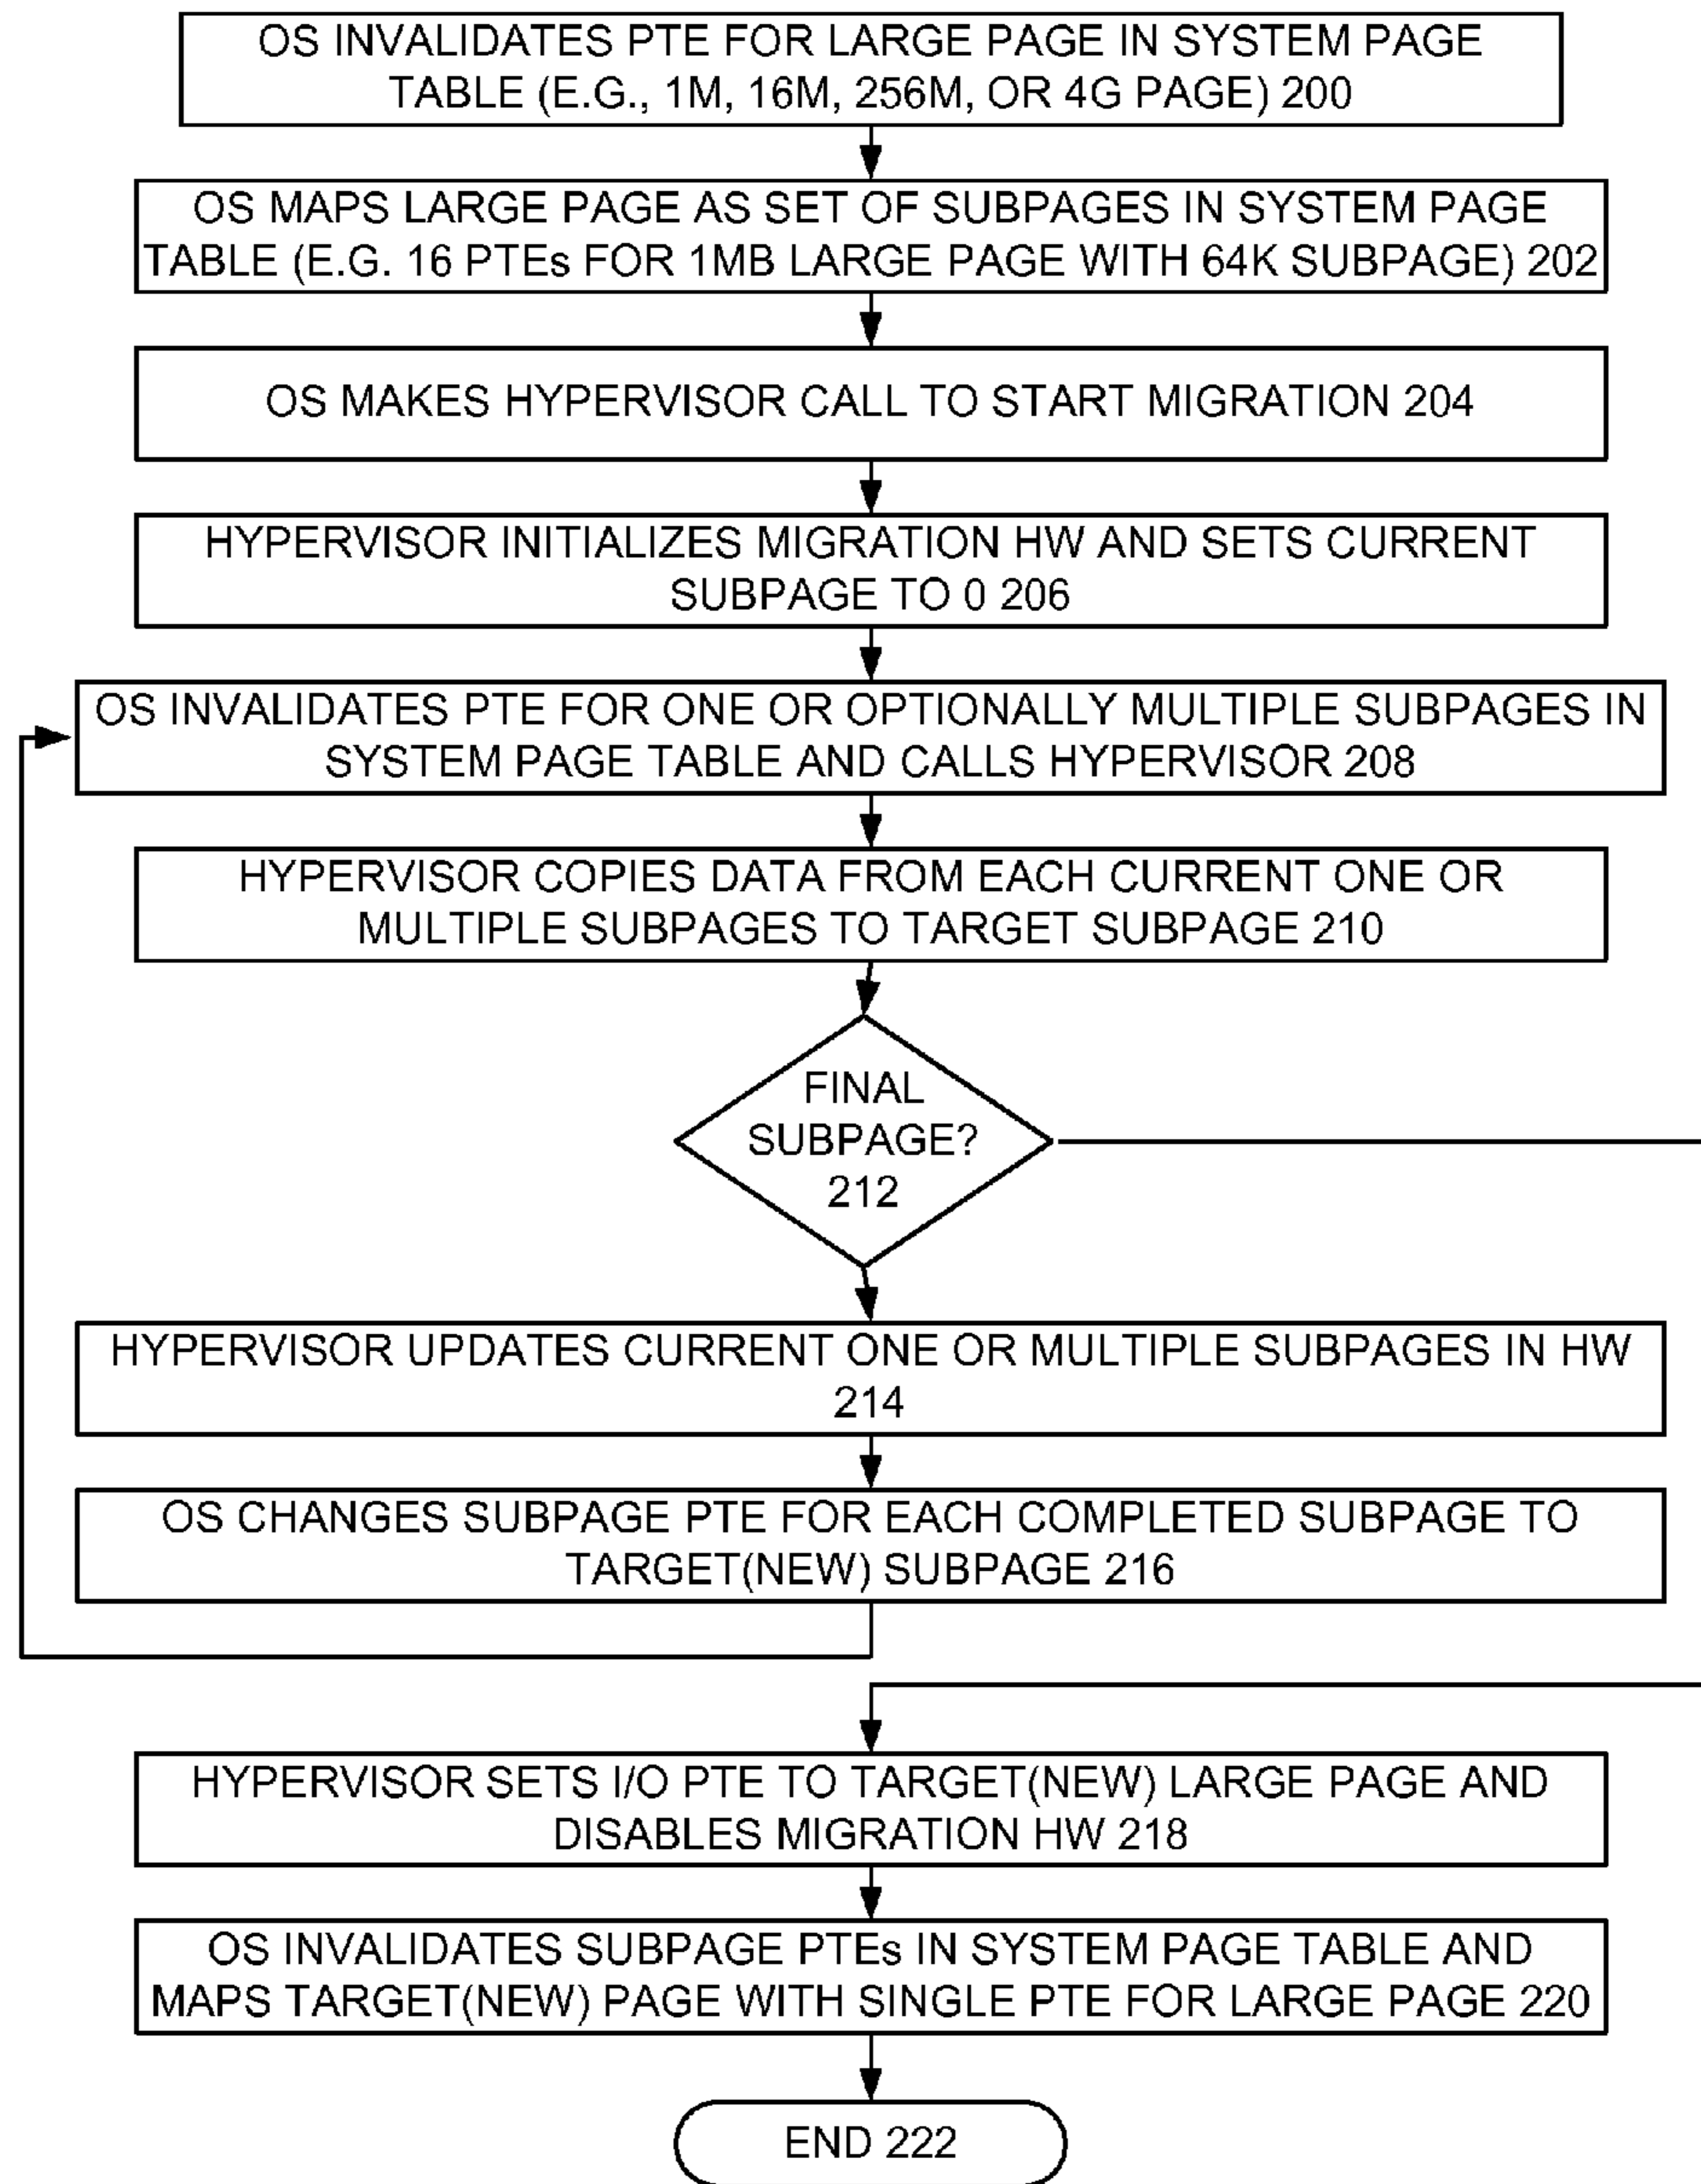 OS INVALIDATES PTE FOR LARGE PAGE IN SYSTEM PAGE
TABLE (E.G., 1M, 16M, 256M, OR 4G PAGE) 200
OS MAPS LARGE PAGE AS SET OF SUBPAGES IN SYSTEM PAGE
TABLE (E.G. 16 PTEs FOR 1MB LARGE PAGE WITH 64K SUBPAGE) 202
OS MAKES HYPERVISOR CALL TO START MIGRATION 204
HYPERVISOR INITIALIZES MIGRATION HW AND SETS CURRENT
SUBPAGE TO 0 206
OS INVALIDATES PTE FOR ONE OR OPTIONALLY MULTIPLE SUBPAGES IN
SYSTEM PAGE TABLE AND CALLS HYPERVISOR 208
HYPERVISOR COPIES DATA FROM EACH CURRENT ONE OR
MULTIPLE SUBPAGES TO TARGET SUBPAGE 210
FINAL
SUBPAGE?
212
HYPERVISOR UPDATES CURRENT ONE OR MULTIPLE SUBPAGES IN HW
214
OS CHANGES SUBPAGE PTE FOR EACH COMPLETED SUBPAGE TO
TARGET(NEW) SUBPAGE 216
HYPERVISOR SETS I/O PTE TO TARGET(NEW) LARGE PAGE AND
DISABLES MIGRATION HW 218
OS INVALIDATES SUBPAGE PTEs IN SYSTEM PAGE TABLE AND
MAPS TARGET(NEW) PAGE WITH SINGLE PTE FOR LARGE PAGE 220
END 222